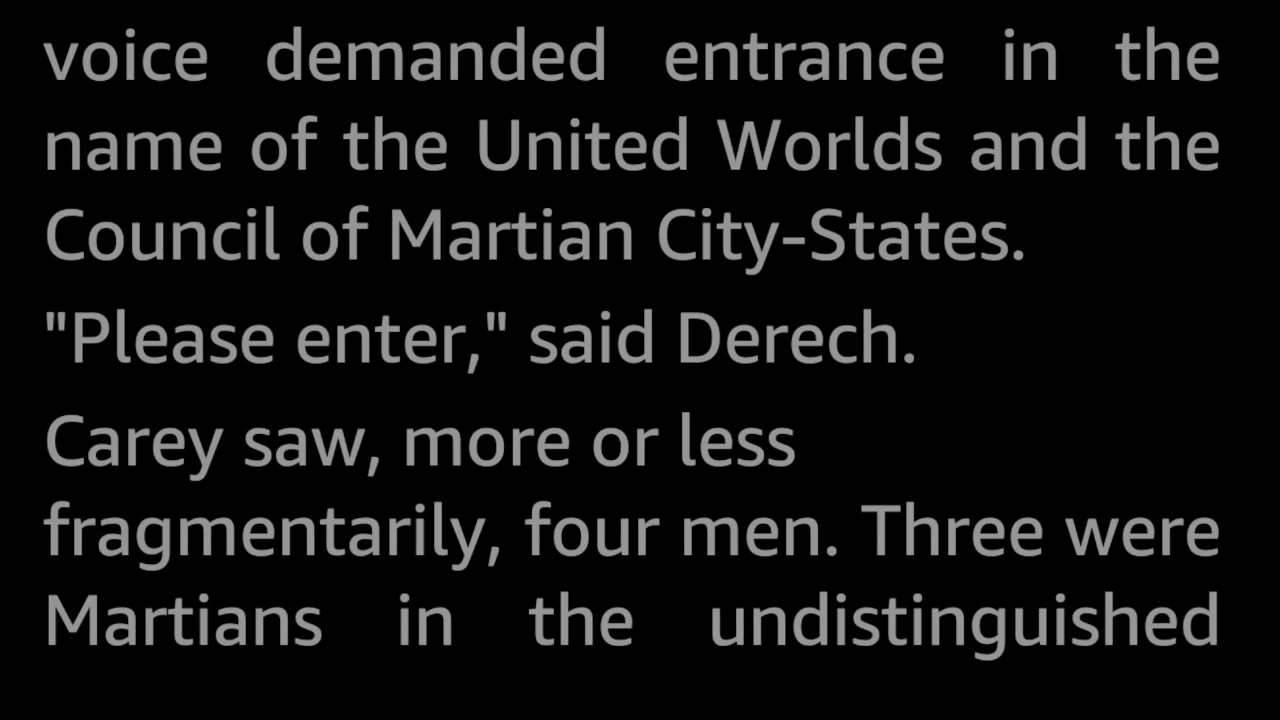 voice demanded entrance in the
name of the United Worlds and the
Council of Martian City-States.
"Please enter," said Derech.
Carey saw, more or less
fragmentarily, four men. Three were
Martians in the undistinguished